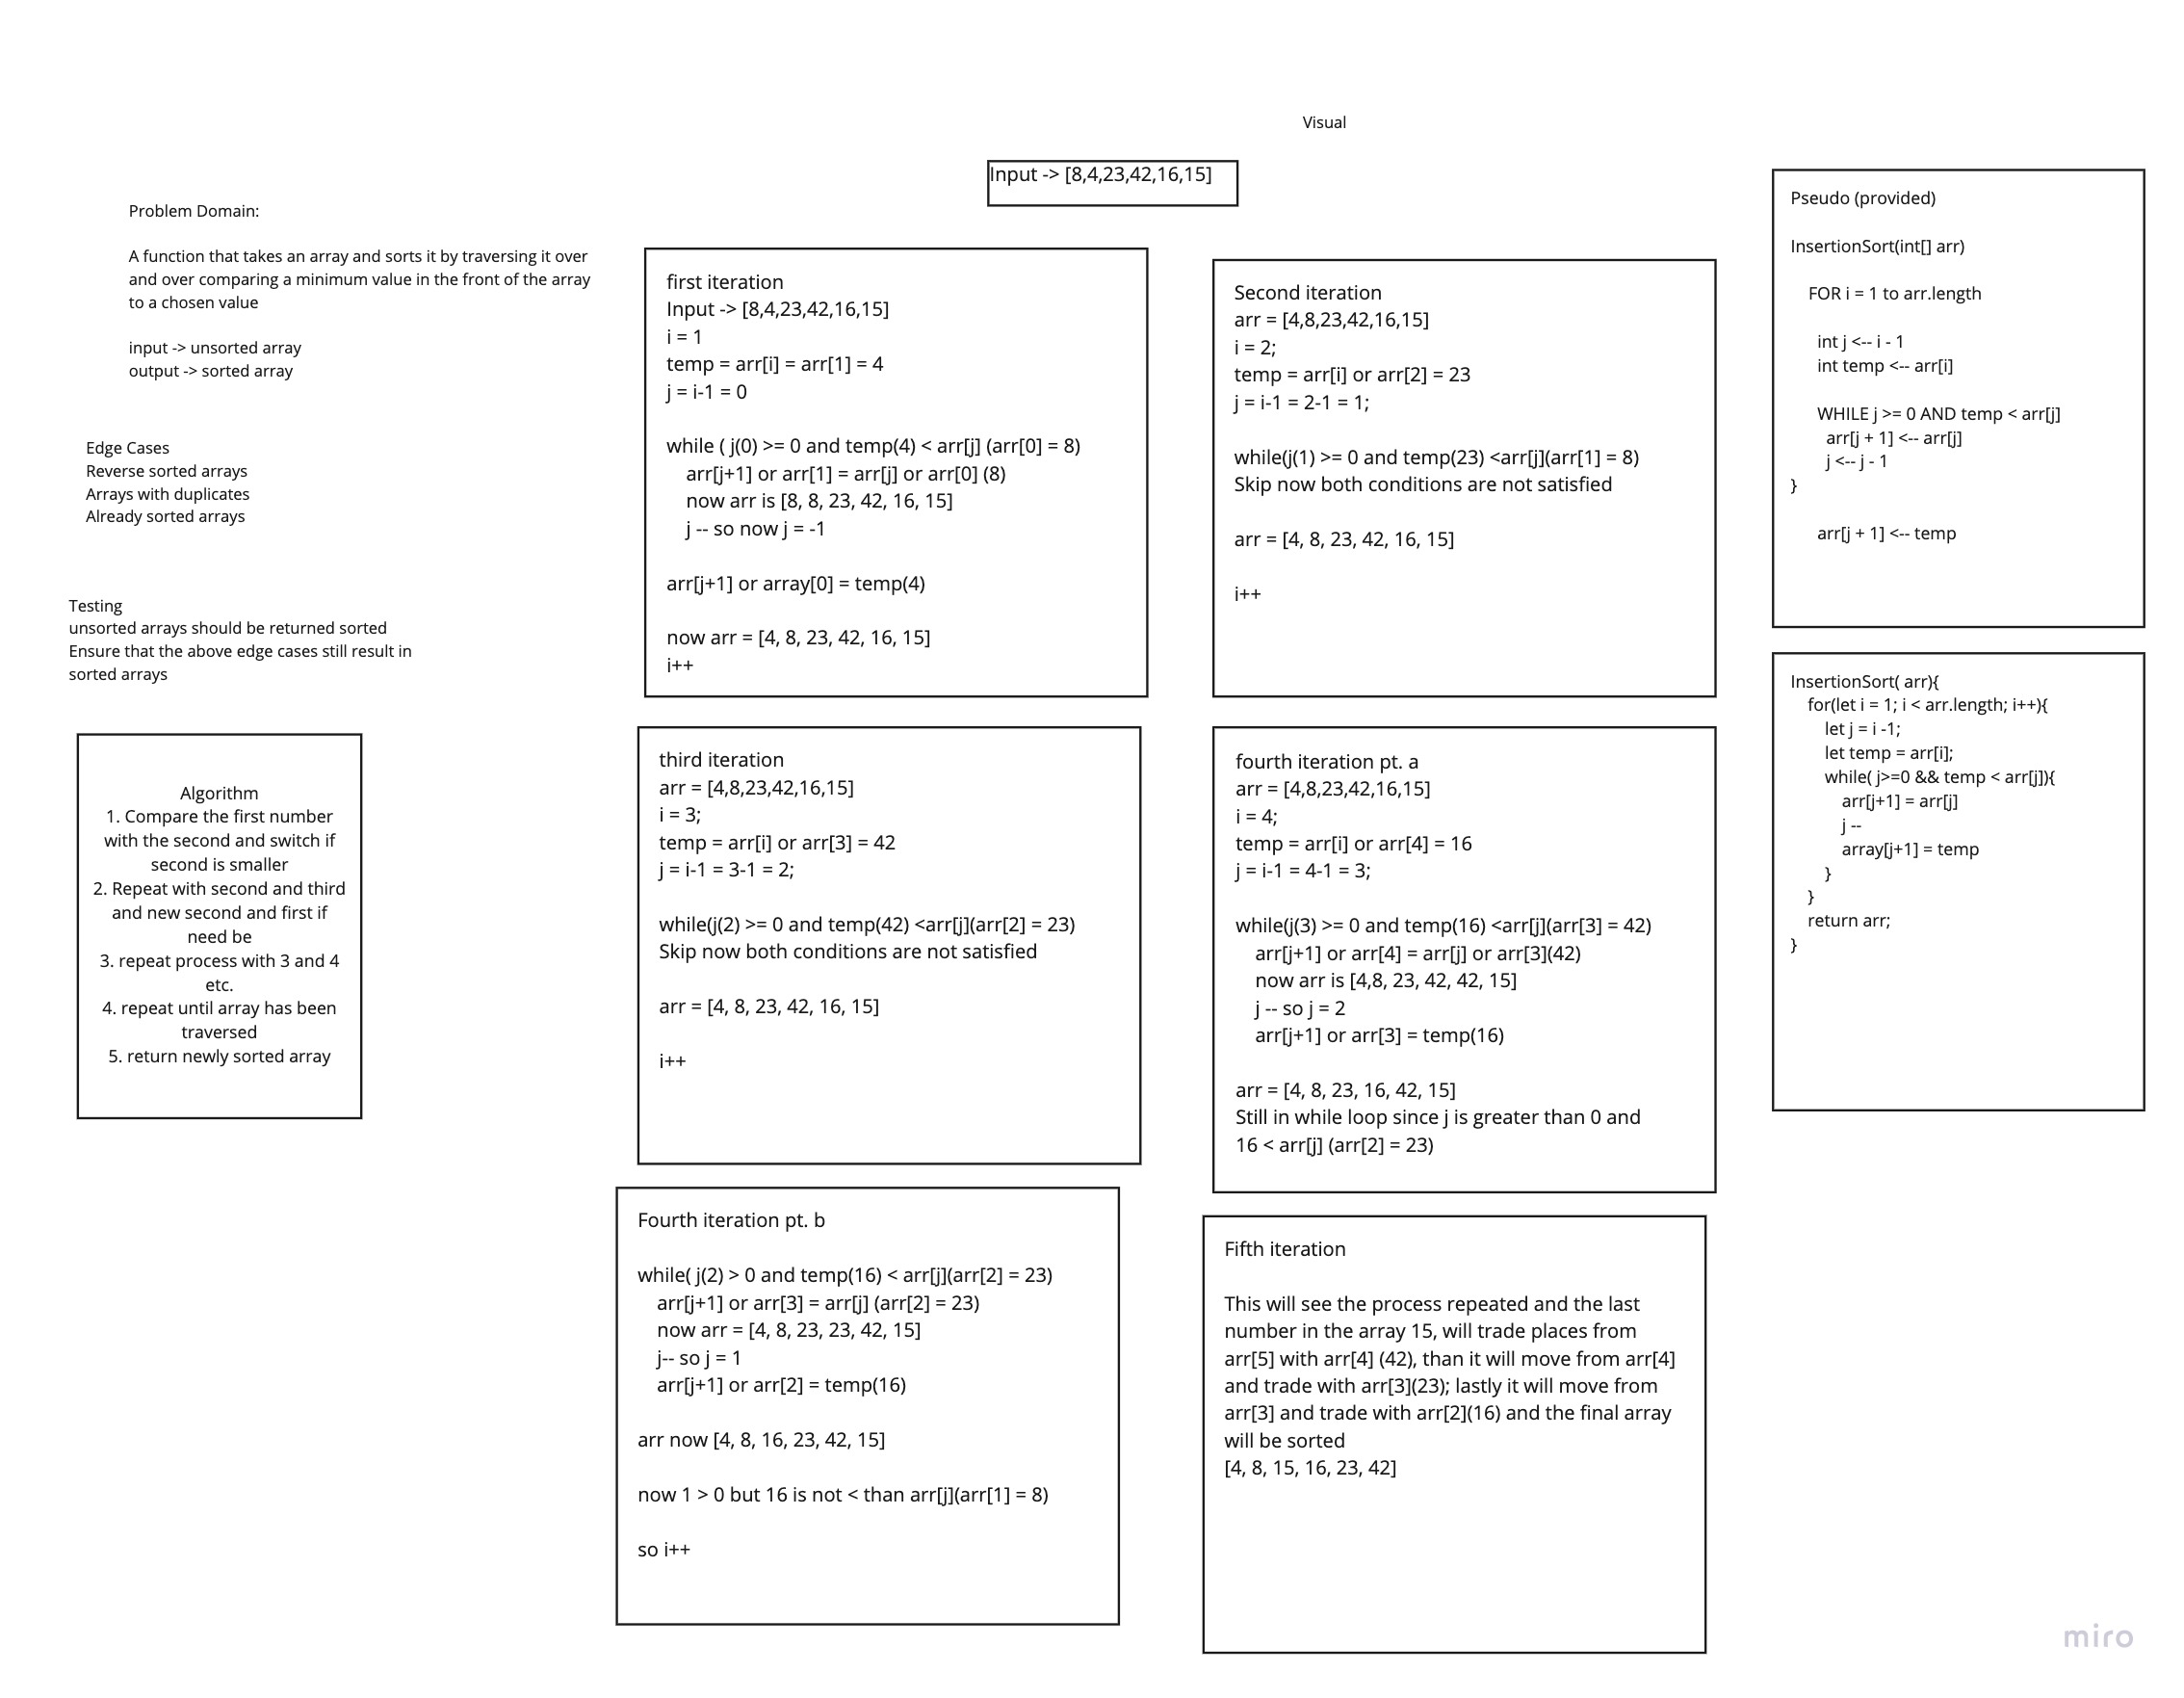 Visual
Input -> [8,4,23,42,16,15]
Problem Domain:
A function that takes an array and sorts it by traversing it over
and over comparing a minimum value in the front of the array
to a chosen value
input -> unsorted array
output -> sorted array
Edge Cases
Reverse sorted arrays
Arrays with duplicates
Already sorted arrays
Testing
unsorted arrays should be returned sorted
Ensure that the above edge cases still result in
sorted arrays
Algorithm
1. Compare the first number
with the second and switch if
second is smaller
2. Repeat with second and third
and new second and first if
need be
3. repeat process with 3 and 4
etc.
4. repeat until array has been
traversed
5. return newly sorted array
first iteration
Input -> [8,4,23,42,16,15]
i = 1
temp = arr[i] = arr[1] = 4
j = i-1 = 0
while ( j(0) >= 0 and temp(4) < arr[j] (arr[0] = 8)
arr[j+1] or arr[1] = arr[j] or arr[0] (8)
now arr is [8, 8, 23, 42, 16, 15]
j -- so now j = -1
arr[j+1] or array[0] = temp(4)
now arr = [4, 8, 23, 42, 16, 15]
i++
Second iteration
arr = [4,8,23,42,16,15]
i = 2;
temp = arr[i] or arr[2] = 23
j = i-1 = 2-1 = 1;
while(j(1) >= 0 and temp(23) <arr[j](arr[1] = 8)
Skip now both conditions are not satisfied
arr = [4, 8, 23, 42, 16, 15]
i++
third iteration
arr = [4,8,23,42,16,15]
i = 3;
temp = arr[i] or arr[3] = 42
j = i-1 = 3-1 = 2;
while(j(2) >= 0 and temp(42) <arr[j](arr[2] = 23)
Skip now both conditions are not satisfied
arr = [4, 8, 23, 42, 16, 15]
i++
fourth iteration pt. a
arr = [4,8,23,42,16,15]
i = 4;
temp = arr[i] or arr[4] = 16
j = i-1 = 4-1 = 3;
while(j(3) >= 0 and temp(16) <arr[j](arr[3] = 42)
arr[j+1] or arr[4] = arr[j] or arr[3](42)
now arr is [4,8, 23, 42, 42, 15]
j -- so j = 2
arr[j+1] or arr[3] = temp(16)
arr = [4, 8, 23, 16, 42, 15]
Still in while loop since j is greater than 0 and
16 < arr[j] (arr[2] = 23)
Fourth iteration pt. b
while( j(2) > 0 and temp(16) < arr[j](arr[2] = 23)
arr[j+1] or arr[3] = arr[j] (arr[2] = 23)
now arr = [4, 8, 23, 23, 42, 15]
j-- so j = 1
arr[j+1] or arr[2] = temp(16)
arr now [4, 8, 16, 23, 42, 15]
now 1 > 0 but 16 is not < than arr[j](arr[1] = 8)
so i++
Fifth iteration
This will see the process repeated and the last
number in the array 15, will trade places from
arr[5] with arr[4] (42), than it will move from arr[4]
and trade with arr[3](23); lastly it will move from
arr[3] and trade with arr[2](16) and the final array
will be sorted
[4, 8, 15, 16, 23, 42]
Pseudo (provided)
InsertionSort(int[] arr)
FOR i = 1 to arr.length
int j <-- i - 1
int temp <-- arr[i]
WHILE j >= 0 AND temp < arr[j]
arr[j + 1] <-- arr[j]
j <-- j - 1
}
arr[j + 1] <-- temp
InsertionSort( arr){
for(let i = 1; i < arr.length; i++){
let j = i -1;
let temp = arr[i];
while( j>=0 && temp < arr[j]){
arr[j+1] = arr[j]
j --
array[j+1] = temp
}
}
return arr;
}
miro